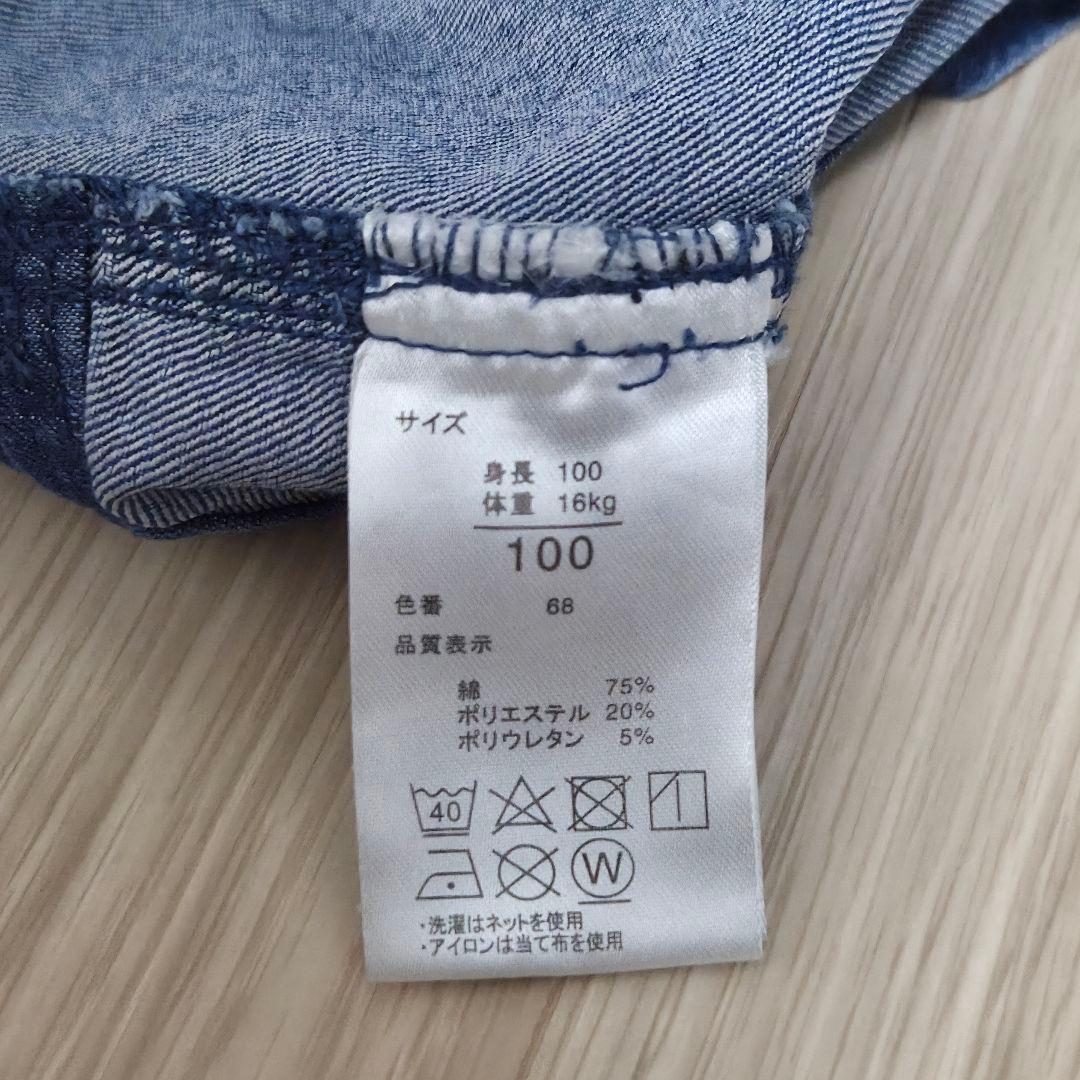 サイズ
身長 100
体重 16kg
100
色番 68
品質表示
綿 75%
ポリエステル 20%
ポリウレタン 5%
40
W
・洗濯はネットを使用
・アイロンは当て布を使用